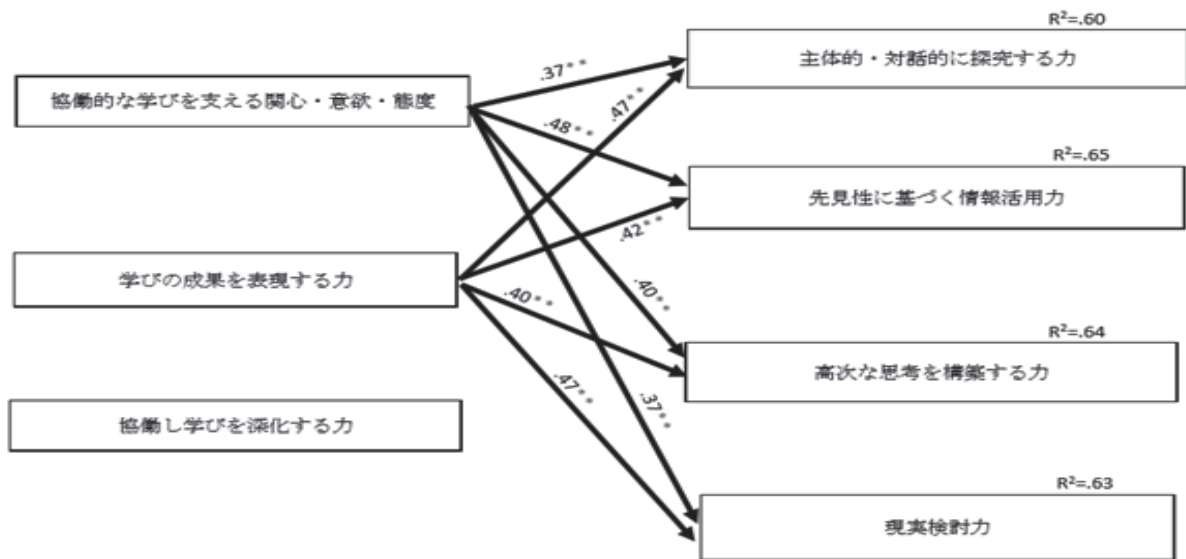 R²=.60
主体的・対話的に探究する力
.37**
協働的な学びを支える関心・意欲・態度
.47**
.48**
R²=.65
先見性に基づく情報活用力
.42**
学びの成果を表現する力
.40**
.40**
R²=.64
高次な思考を構築する力
.47**
.37**
協働し学びを深化する力
R²=.63
現実検討力